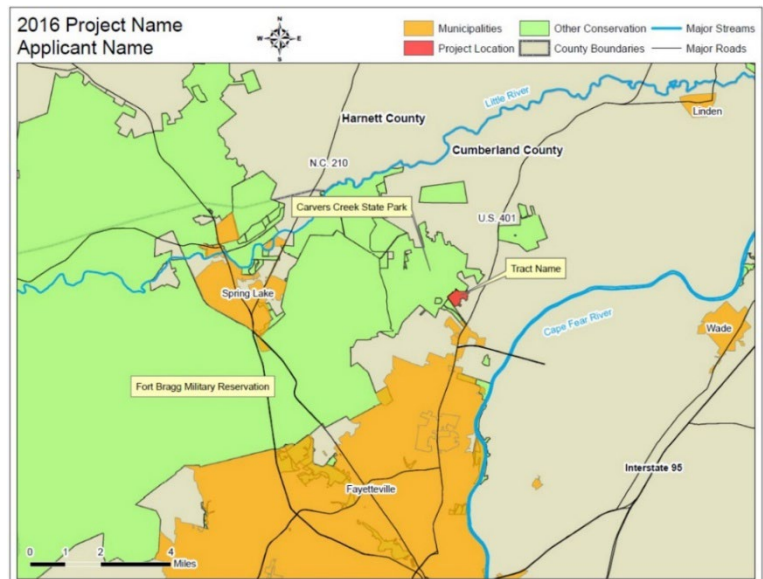 2016 Project Name
Applicant Name
N
W
E
S
Municipalities
Project Location
Other Conservation
County Boundaries
Major Streams
Major Roads
Little River
Linden
Harnett County
Cumberland County
N.C. 210
Carvers Creek State Park
U.S. 401
Tract Name
Spring Lake
Cape Fear River
Wade
Fort Bragg Military Reservation
Interstate 95
Fayetteville
0 1 2 4
Miles